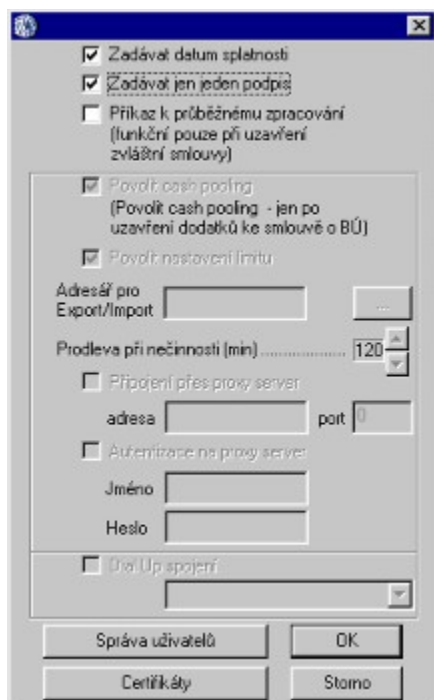 Zadávat datum splatnosti
Zadávat jen jeden podpis
Příkaz k průběžnému zpracování
(funkční pouze při uzavření
zvláštní smlouvy)
Povolit cash pooling
(Povolit cash pooling - jen po
uzavření dodatků ke smlouvě o BÚ)
Povolit nastavení limitu
Adresář pro
Export/Import
...
Prodleva při nečinnosti (min) ..................... 120
Připojení přes proxy server
adresa port 0
Autentizace na proxy server
Jméno
Heslo
Dial Up spojení
Správa uživatelů OK
Certifikáty Storno